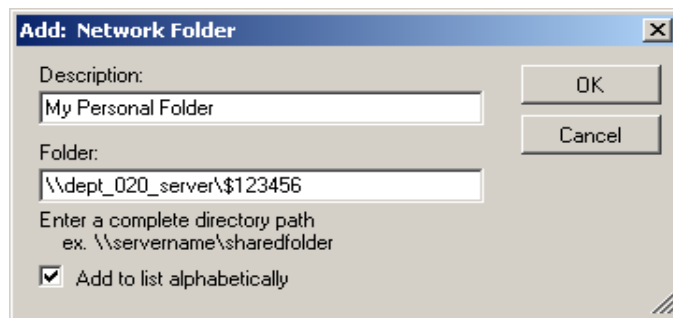 Add: Network Folder
Description:
OK
My Personal Folder
Cancel
Folder:
\\dept_020_server\$123456
Enter a complete directory path
ex. \\servername\sharedfolder
Add to list alphabetically